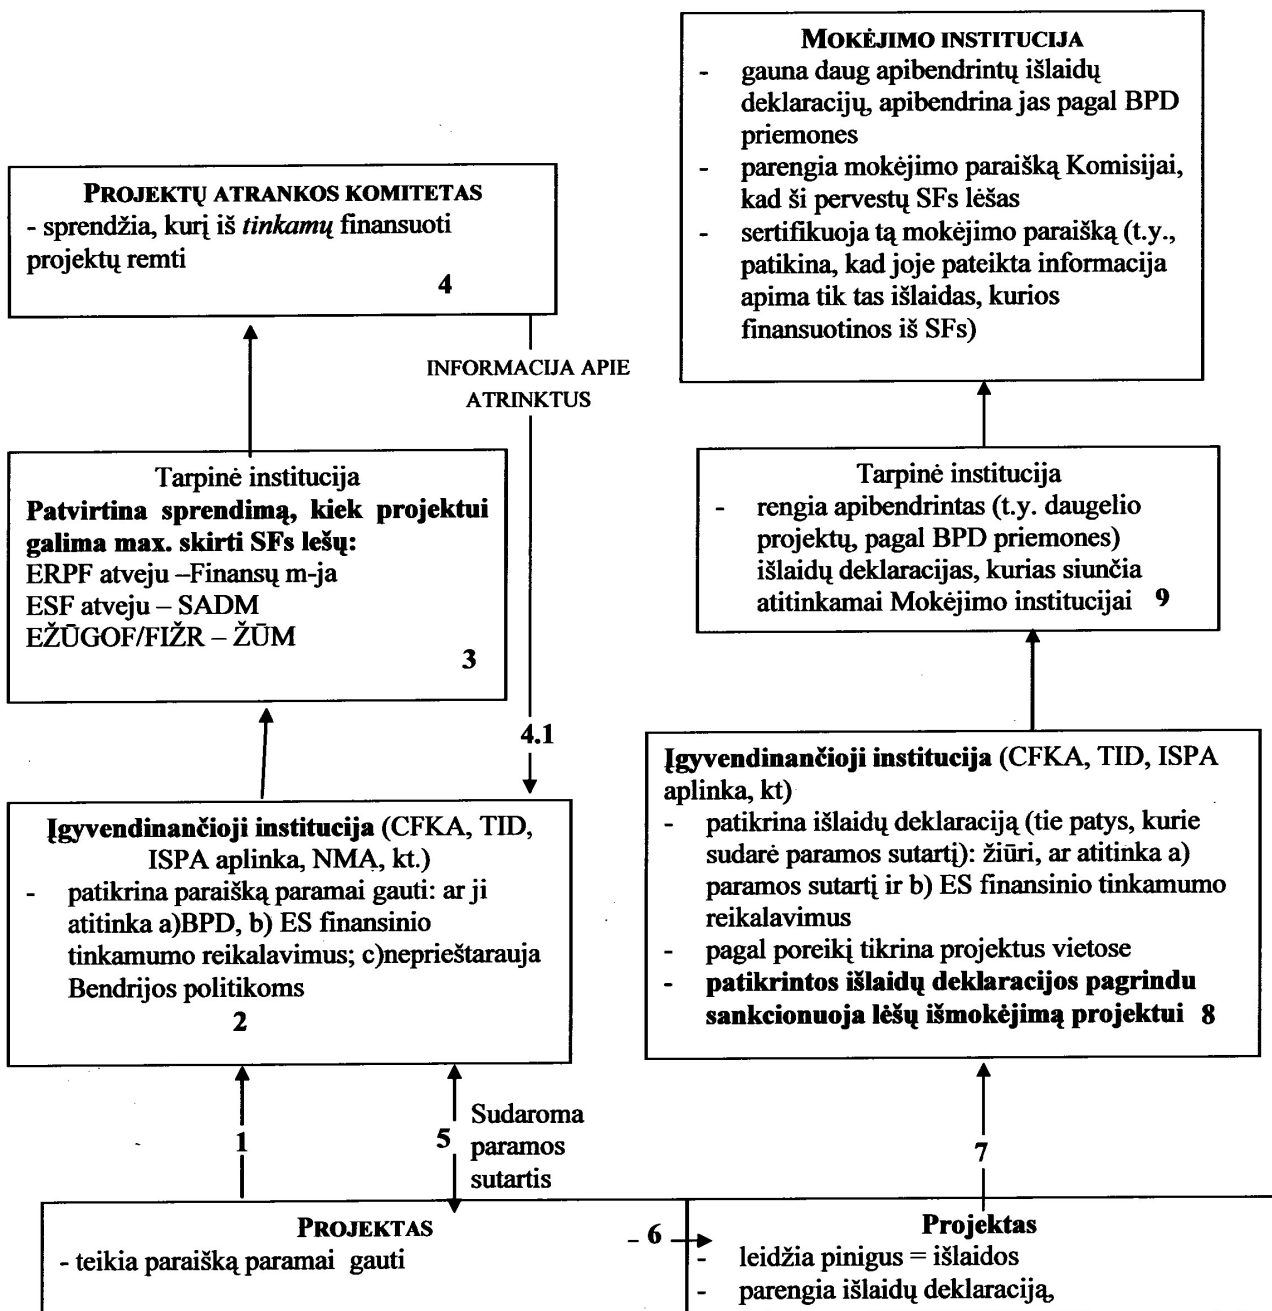 PROJEKTŲ ATRANKOS KOMITETAS
- sprendžia, kurį iš tinkamų finansuoti
projektų remti
4
INFORMACIJA APIE
ATRINKTUS
Tarpinė institucija
Patvirtina sprendimą, kiek projektui
galima max. skirti SFs lešų:
ERPF atveju –Finansų m-ja
ESF atveju – SADM
EŽŪGOF/FIŽR – ŽŪM
3
4.1
Įgyvendinančioji institucija (CFKA, TID,
ISPA aplinka, NMA, kt.)
- patikrina paraišką paramai gauti: ar ji
atitinka a)BPD, b) ES finansinio
tinkamumo reikalavimus; c)neprieštarauja
Bendrijos politikoms
2
1
5
Sudaroma
paramos
sutartis
PROJEKTAS
- teikia paraišką paramai gauti
6
MOKĖJIMO INSTITUCIJA
- gauna daug apibendrintų išlaidų
deklaracijų, apibendrina jas pagal BPD
priemones
- parengia mokėjimo paraišką Komisijai,
kad ši pervestų SFs lėšas
- sertifikuoja tą mokėjimo paraišką (t.y.,
patikina, kad joje pateikta informacija
apima tik tas išlaidas, kurios
finansuotinos iš SFs)
Tarpinė institucija
- rengia apibendrintas (t.y. daugelio
projektų, pagal BPD priemones)
išlaidų deklaracijas, kurias siunčia
atitinkamai Mokėjimo institucijai 9
Įgyvendinančioji institucija (CFKA, TID, ISPA
aplinka, kt)
- patikrina išlaidų deklaraciją (tie patys, kurie
sudarė paramos sutartį): žiūri, ar atitinka a)
paramos sutartį ir b) ES finansinio tinkamumo
reikalavimus
- pagal poreikį tikrina projektus vietose
- patikrintos išlaidų deklaracijos pagrindu
sankcionuoja lėšų išmokėjimą projektui 8
7
Projektas
- leidžia pinigus = išlaidos
- parengia išlaidų deklaraciją,